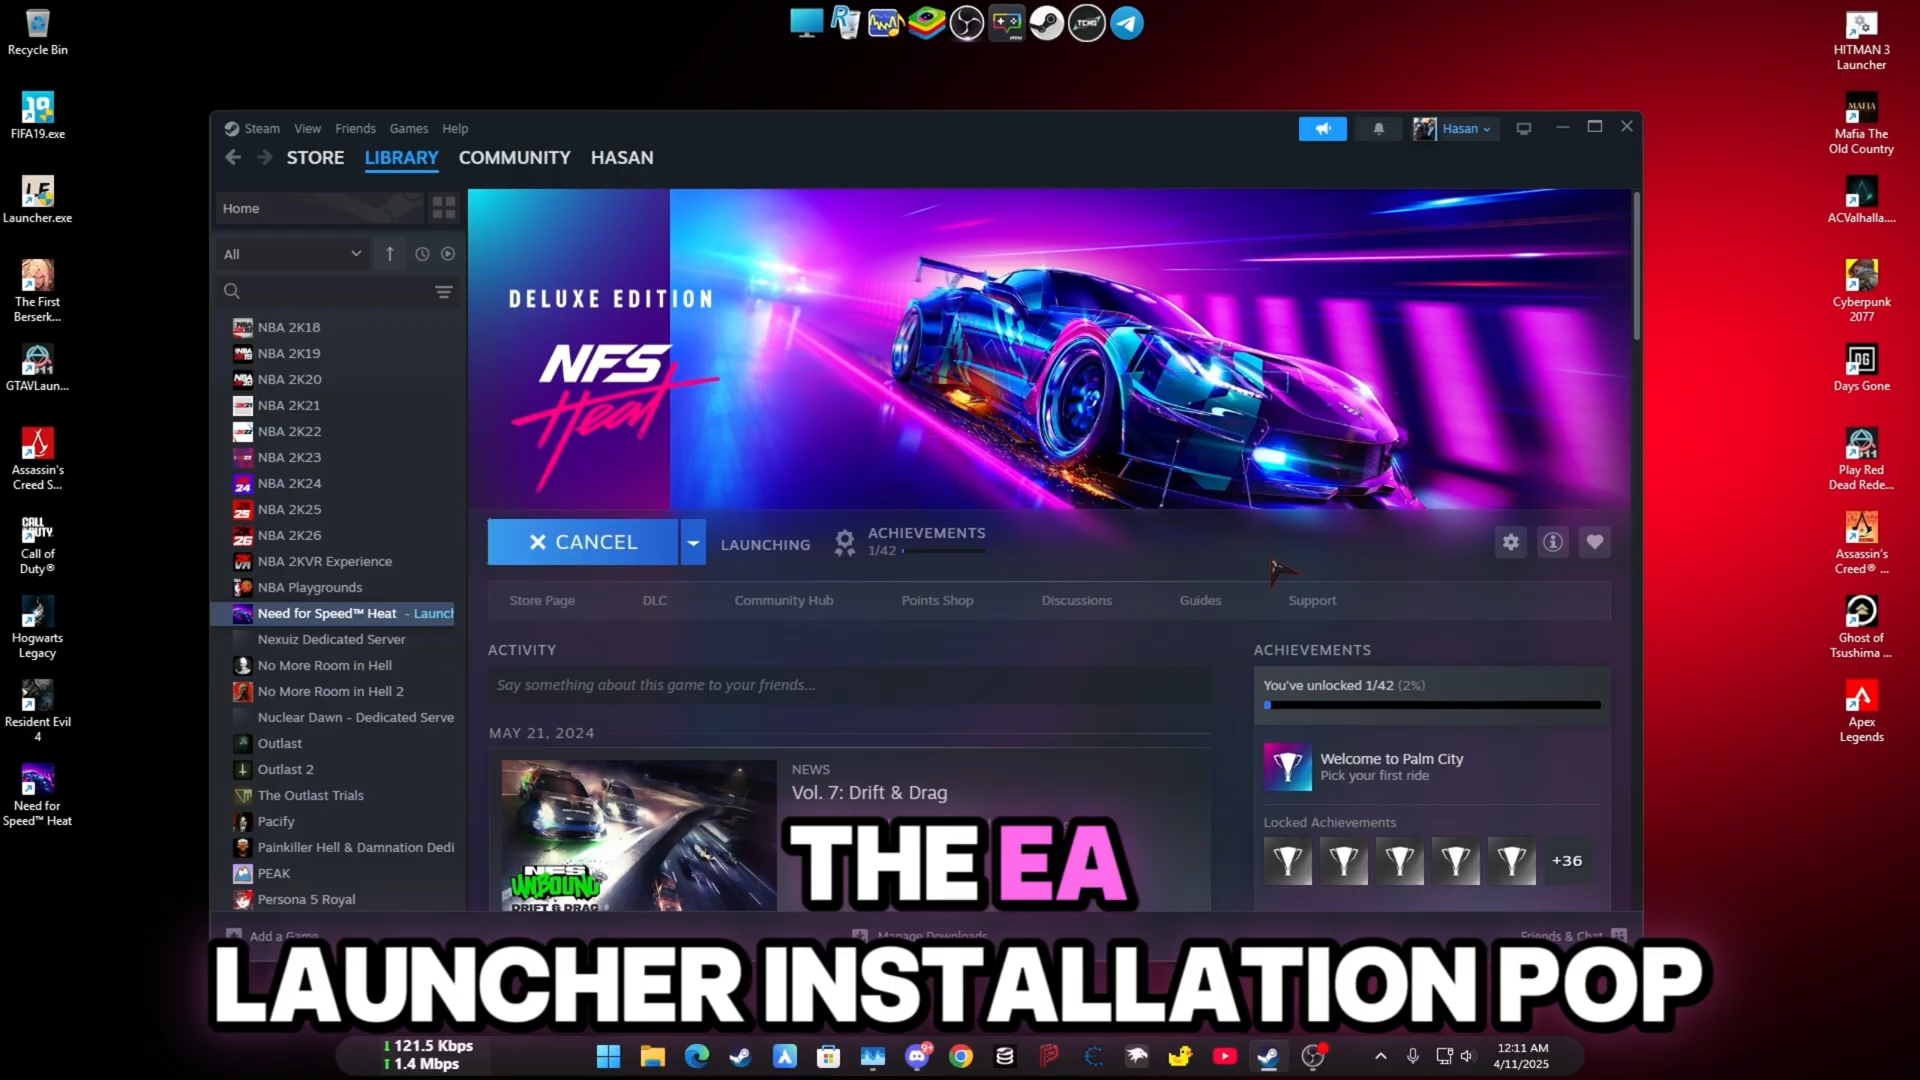 Recycle Bin
FIFA19.exe
Launcher.exe
The First
Berserk...
GTAVLaun...
Assassin's
Creed S...
Call of
Duty®
Hogwarts
Legacy
Resident Evil
4
Need for
Speed™ Heat
Steam View Friends Games Help
Hasan
STORE LIBRARY COMMUNITY HASAN
Home
All
NBA 2K18
NBA 2K19
NBA 2K20
NBA 2K21
NBA 2K22
NBA 2K23
NBA 2K24
NBA 2K25
NBA 2K26
NBA 2KVR Experience
NBA Playgrounds
Need for Speed™ Heat - Launch
Nexuiz Dedicated Server
No More Room in Hell
No More Room in Hell 2
Nuclear Dawn - Dedicated Serve
Outlast
Outlast 2
The Outlast Trials
Pacify
Painkiller Hell & Damnation Dedi
PEAK
Persona 5 Royal
DELUXE EDITION
NFS
Heat
CANCEL
LAUNCHING
ACHIEVEMENTS
1/42
Store Page DLC Community Hub Points Shop Discussions Guides Support
ACTIVITY
Say something about this game to your friends...
MAY 21, 2024
NEWS
Vol. 7: Drift & Drag
NFS
UNBOUND
DRIFT & DRAG
ACHIEVEMENTS
You've unlocked 1/42 (2%)
Welcome to Palm City
Pick your first ride
Locked Achievements
+36
Add a Game
Manage Downloads
Friends & Chat
THE EA
LAUNCHER INSTALLATION POP
HITMAN 3
Launcher
Mafia The
Old Country
ACValhalla....
Cyberpunk
2077
Days Gone
Play Red
Dead Rede...
Assassin's
Creed® ...
Ghost of
Tsushima ...
Apex
Legends
121.5 Kbps
1.4 Mbps
12:11 AM
4/11/2025